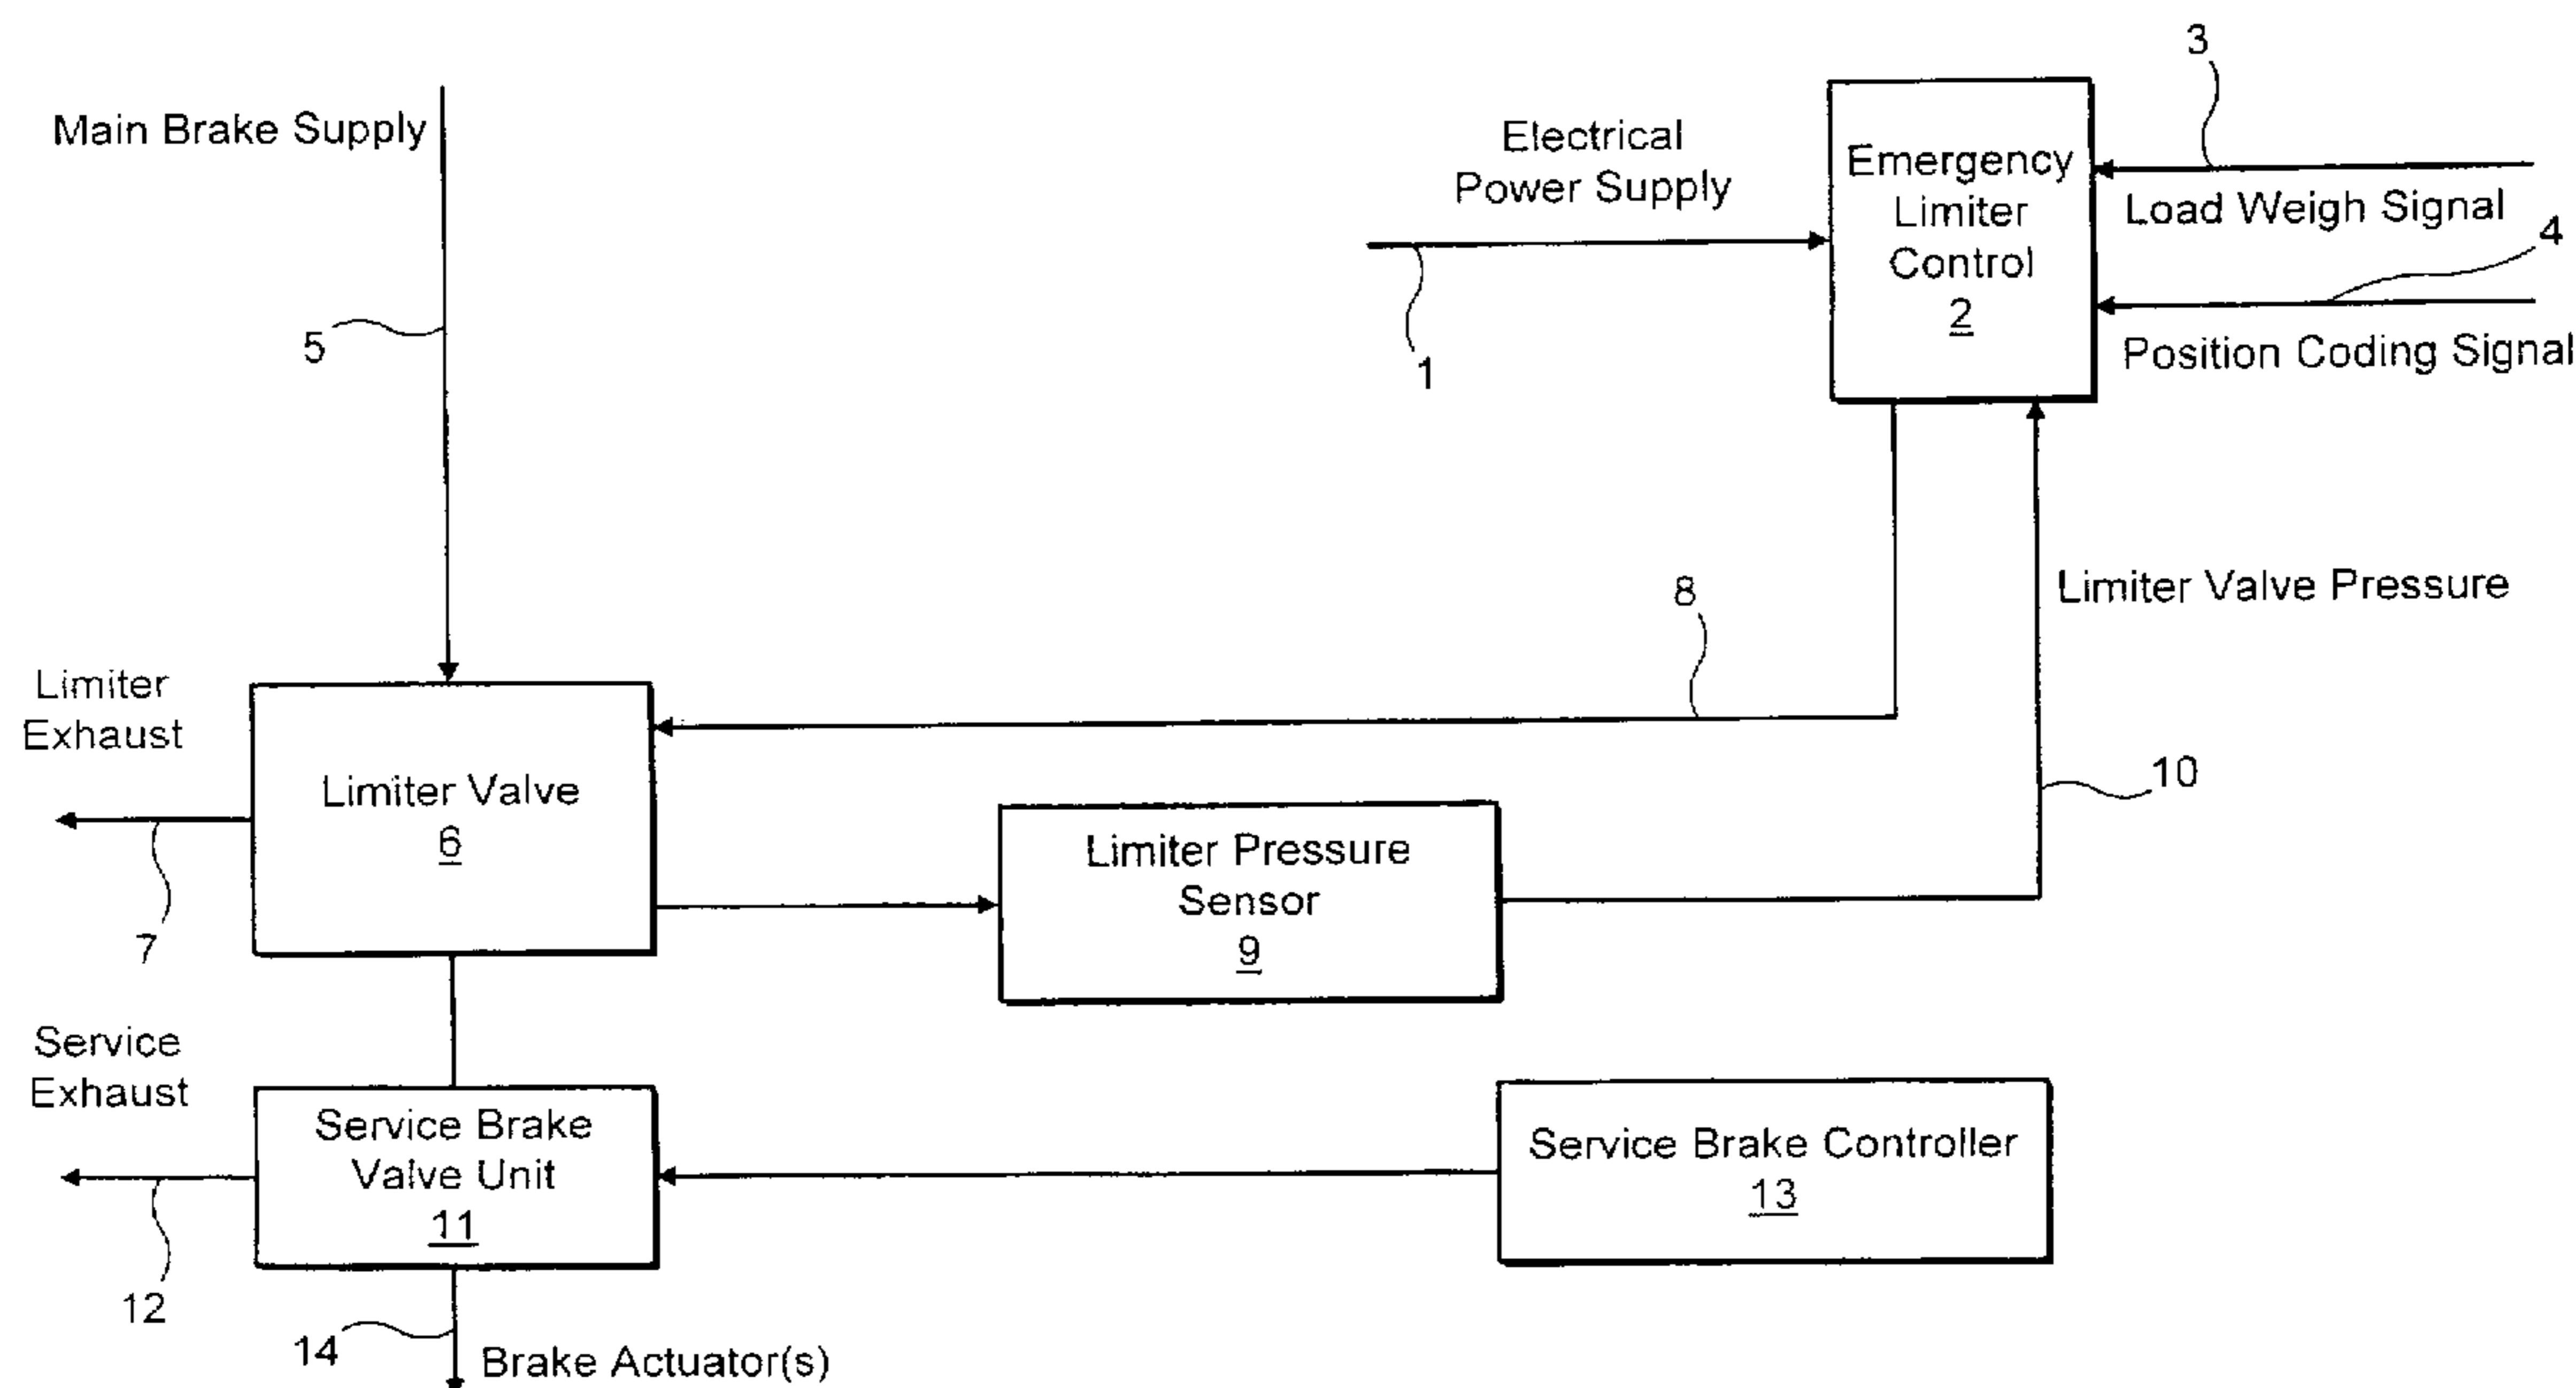 3
Main Brake Supply
Electrical
Power Supply
Emergency
Limiter
Control
2
Load Weigh Signal
4
5
1
Position Coding Signal
8
Limiter Valve Pressure
Limiter
Exhaust
Limiter Valve
6
10
Limiter Pressure
Sensor
9
7
Service
Exhaust
Service Brake
Valve Unit
11
Service Brake Controller
13
12
14
Brake Actuator(s)